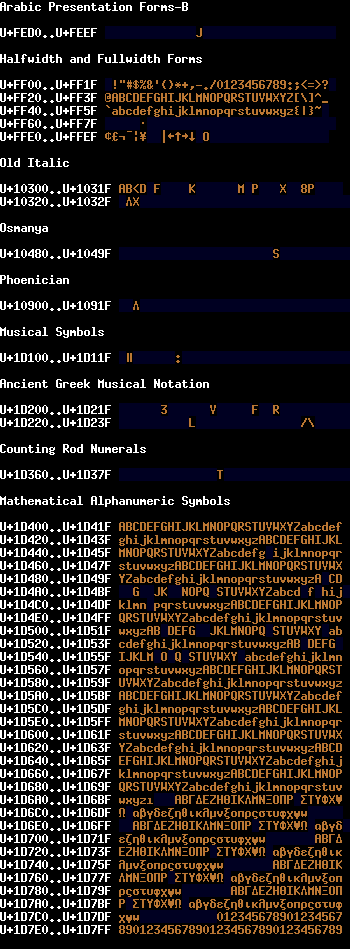 Arabic Presentation Forms-B
U+FED0..U+FEEF J
Halfwidth and Fullwidth Forms
U+FF00..U+FF1F !"#$%&'()*+,-./0123456789:;<=>?
U+FF20..U+FF3F @ABCDEFGHIJKLMNOPQRSTUVWXYZ[\]^_
U+FF40..U+FF5F `abcdefghijklmnopqrstuvwxyz{|}~
U+FF60..U+FF7F ·
U+FFE0..U+FFEF ¢£¬¯¦¥ |←↑→↓ O
Old Italic
U+10300..U+1031F AB<D F K M P X 8P
U+10320..U+1032F ΛX
Osmanya
U+10480..U+1049F S
Phoenician
U+10900..U+1091F Λ
Musical Symbols
U+1D100..U+1D11F ‖ :
Ancient Greek Musical Notation
U+1D200..U+1D21F 3 V F R
U+1D220..U+1D23F L /\
Counting Rod Numerals
U+1D360..U+1D37F T
Mathematical Alphanumeric Symbols
U+1D400..U+1D41F ABCDEFGHIJKLMNOPQRSTUVWXYZabcdef
U+1D420..U+1D43F ghijklmnopqrstuvwxyzABCDEFGHIJKL
U+1D440..U+1D45F MNOPQRSTUVWXYZabcdefg ijklmnopqr
U+1D460..U+1D47F stuvwxyzABCDEFGHIJKLMNOPQRSTUVWX
U+1D480..U+1D49F YZabcdefghijklmnopqrstuvwxyzA CD
U+1D4A0..U+1D4BF G JK NOPQ STUVWXYZabcd f hij
U+1D4C0..U+1D4DF klmn pqrstuvwxyzABCDEFGHIJKLMNOP
U+1D4E0..U+1D4FF QRSTUVWXYZabcdefghijklmnopqrstuv
U+1D500..U+1D51F wxyzAB DEFG JKLMNOPQ STUVWXY ab
U+1D520..U+1D53F cdefghijklmnopqrstuvwxyzAB DEFG
U+1D540..U+1D55F IJKLM O Q STUVWXY abcdefghijklmn
U+1D560..U+1D57F opqrstuvwxyzABCDEFGHIJKLMNOPQRST
U+1D580..U+1D59F UVWXYZabcdefghijklmnopqrstuvwxyz
U+1D5A0..U+1D5BF ABCDEFGHIJKLMNOPQRSTUVWXYZabcdef
U+1D5C0..U+1D5DF ghijklmnopqrstuvwxyzABCDEFGHIJKL
U+1D5E0..U+1D5FF MNOPQRSTUVWXYZabcdefghijklmnopqr
U+1D600..U+1D61F stuvwxyzABCDEFGHIJKLMNOPQRSTUVWX
U+1D620..U+1D63F YZabcdefghijklmnopqrstuvwxyzABCD
U+1D640..U+1D65F EFGHIJKLMNOPQRSTUVWXYZabcdefghij
U+1D660..U+1D67F klmnopqrstuvwxyzABCDEFGHIJKLMNOP
U+1D680..U+1D69F QRSTUVWXYZabcdefghijklmnopqrstuv
U+1D6A0..U+1D6BF wxyzı ΑΒΓΔΕΖΗΘΙΚΛΜΝΞΟΠΡ ΣΤΥΦΧΨ
U+1D6C0..U+1D6DF Ω αβγδεζηθικλμνξοπρςστυφχψω
U+1D6E0..U+1D6FF ΑΒΓΔΕΖΗΘΙΚΛΜΝΞΟΠΡ ΣΤΥΦΧΨΩ αβγδ
U+1D700..U+1D71F εζηθικλμνξοπρςστυφχψω ΑΒΓΔ
U+1D720..U+1D73F ΕΖΗΘΙΚΛΜΝΞΟΠΡ ΣΤΥΦΧΨΩ αβγδεζηθικ
U+1D740..U+1D75F λμνξοπρςστυφχψω ΑΒΓΔΕΖΗΘΙΚΛΜΝΞ
U+1D760..U+1D77F ΛΜΝΞΟΠΡ ΣΤΥΦΧΨΩ αβγδεζηθικλμνξοπ
U+1D780..U+1D79F ρςστυφχψω ΑΒΓΔΕΖΗΘΙΚΛΜΝΞΟΠ
U+1D7A0..U+1D7BF Ρ ΣΤΥΦΧΨΩ αβγδεζηθικλμνξοπρςστυφ
U+1D7C0..U+1D7DF χψω 012345678901234567
U+1D7E0..U+1D7FF 89012345678901234567890123456789